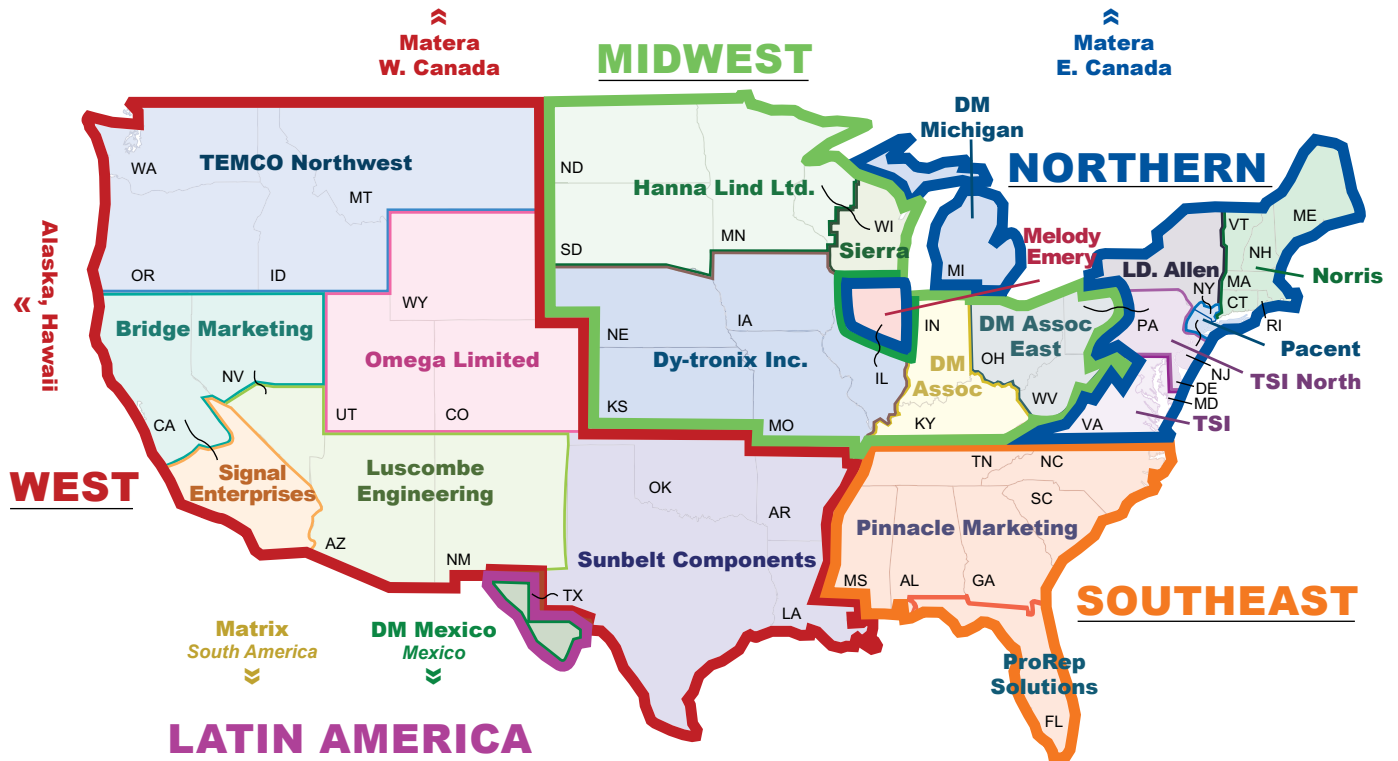 Matera
W. Canada
Matera
E. Canada
MIDWEST
DM
Michigan
NORTHERN
TEMCO Northwest
WA
MT
OR
ID
ND
Hanna Lind Ltd.
SD
MN
WI
Sierra
MI
Melody
Emery
LD. Allen
VT
ME
NH
MA
NY
CT
RI
Norris
Alaska, Hawaii
Bridge Marketing
NV
CA
WY
Omega Limited
UT
CO
NE
IA
Dy-tronix Inc.
KS
MO
IL
IN
DM
Assoc
KY
DM Assoc
East
OH
WV
PA
Pacent
TSI North
NJ
DE
MD
TSI
VA
WEST
Signal
Enterprises
Luscombe
Engineering
AZ
NM
OK
AR
Sunbelt Components
TX
LA
TN
NC
SC
Pinnacle Marketing
MS
AL
GA
SOUTHEAST
ProRep
Solutions
FL
Matrix
South America
DM Mexico
Mexico
LATIN AMERICA